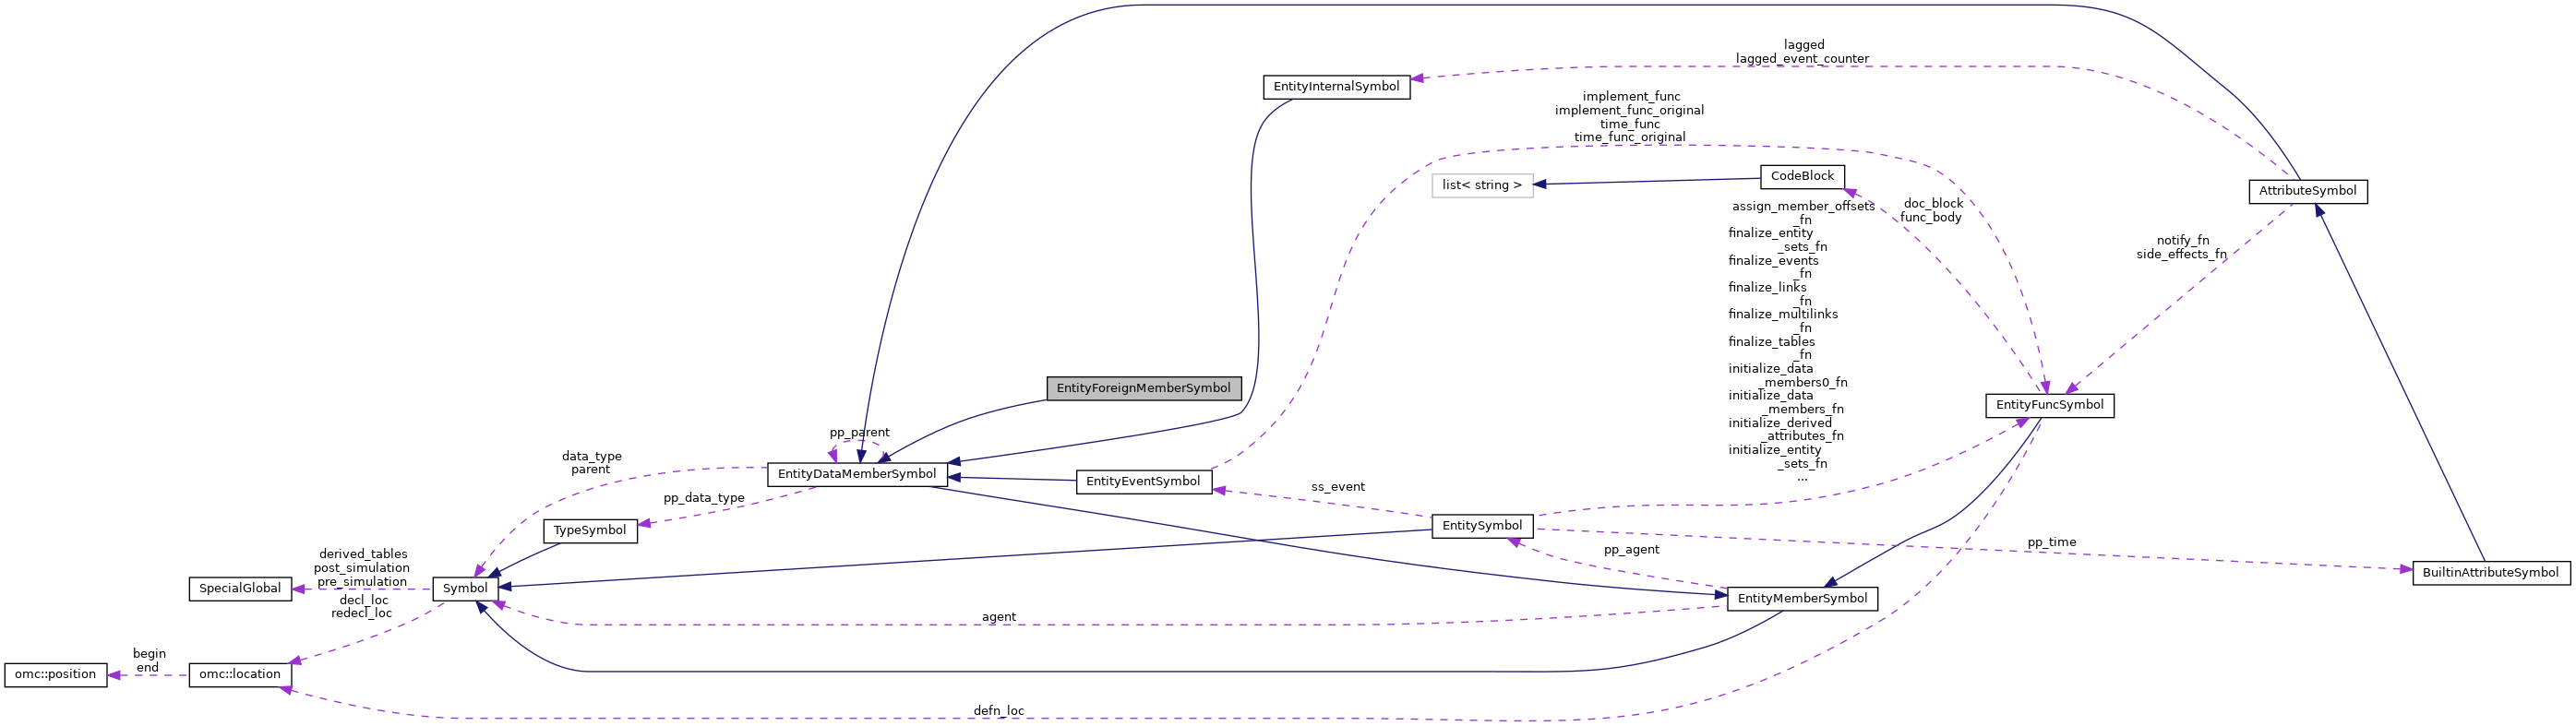 lagged
lagged_event_counter
EntityInternalSymbol
implement_func
implement_func_original
time_func
time_func_original
list< string >
CodeBlock
AttributeSymbol
doc_block
func_body
assign_member_offsets
_fn
finalize_entity
_sets_fn
finalize_events
_fn
finalize_links
_fn
finalize_multilinks
_fn
finalize_tables
_fn
initialize_data
_members0_fn
initialize_data
_members_fn
initialize_derived
_attributes_fn
initialize_entity
_sets_fn
...
notify_fn
side_effects_fn
EntityForeignMemberSymbol
EntityFuncSymbol
pp_parent
data_type
parent
EntityDataMemberSymbol
EntityEventSymbol
ss_event
pp_data_type
TypeSymbol
EntitySymbol
pp_time
pp_agent
derived_tables
post_simulation
pre_simulation
SpecialGlobal
Symbol
BuiltinAttributeSymbol
EntityMemberSymbol
decl_loc
redecl_loc
agent
begin
end
omc::position
omc::location
defn_loc